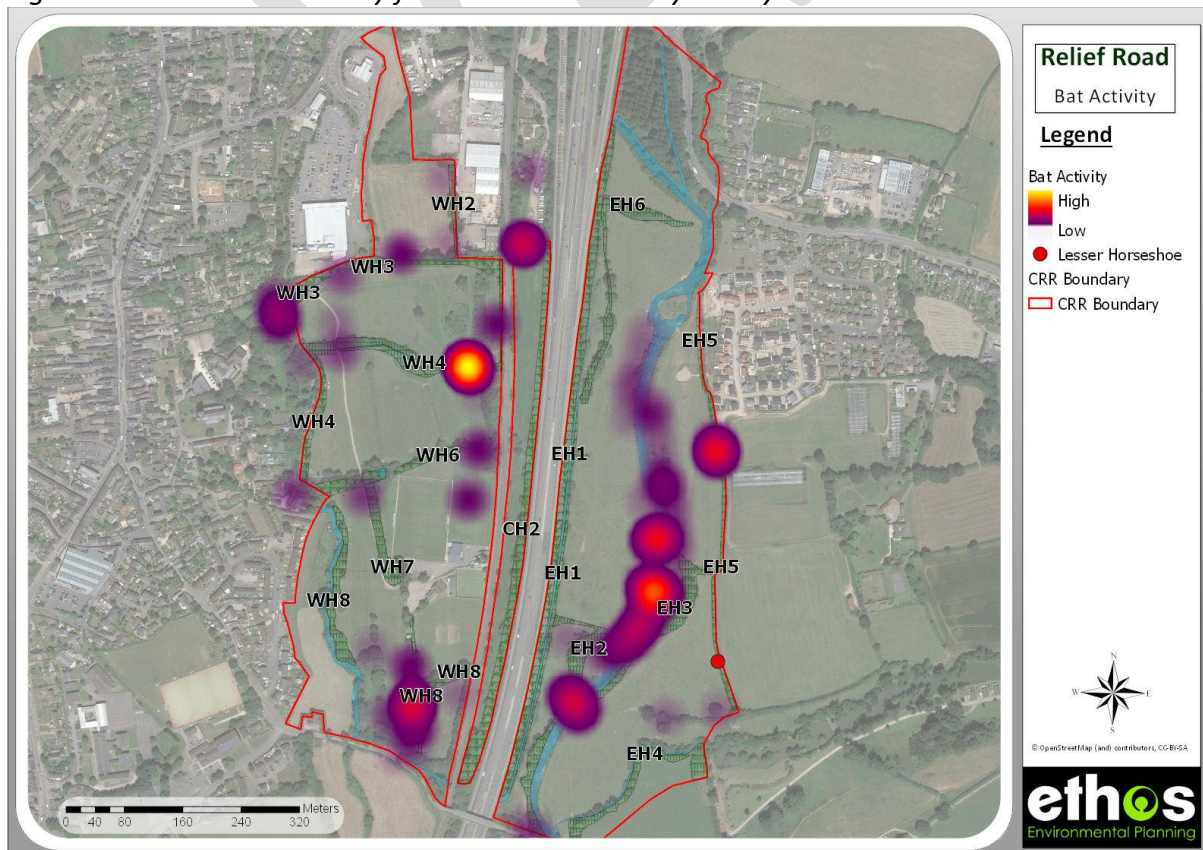 Relief Road
Bat Activity
Legend
Bat Activity
High
Low
Lesser Horseshoe
CRR Boundary
CRR Boundary
N
W E
S
© OpenStreetMap (and) contributors, CC-BY-SA
ethos
Environmental Planning
WH2
EH6
WH3
WH3
EH5
WH4
WH4
WH6
EH1
CH2
WH7
EH1
EH5
WH8
EH3
EH2
WH8
WH8
EH4
Meters
0 40 80 160 240 320